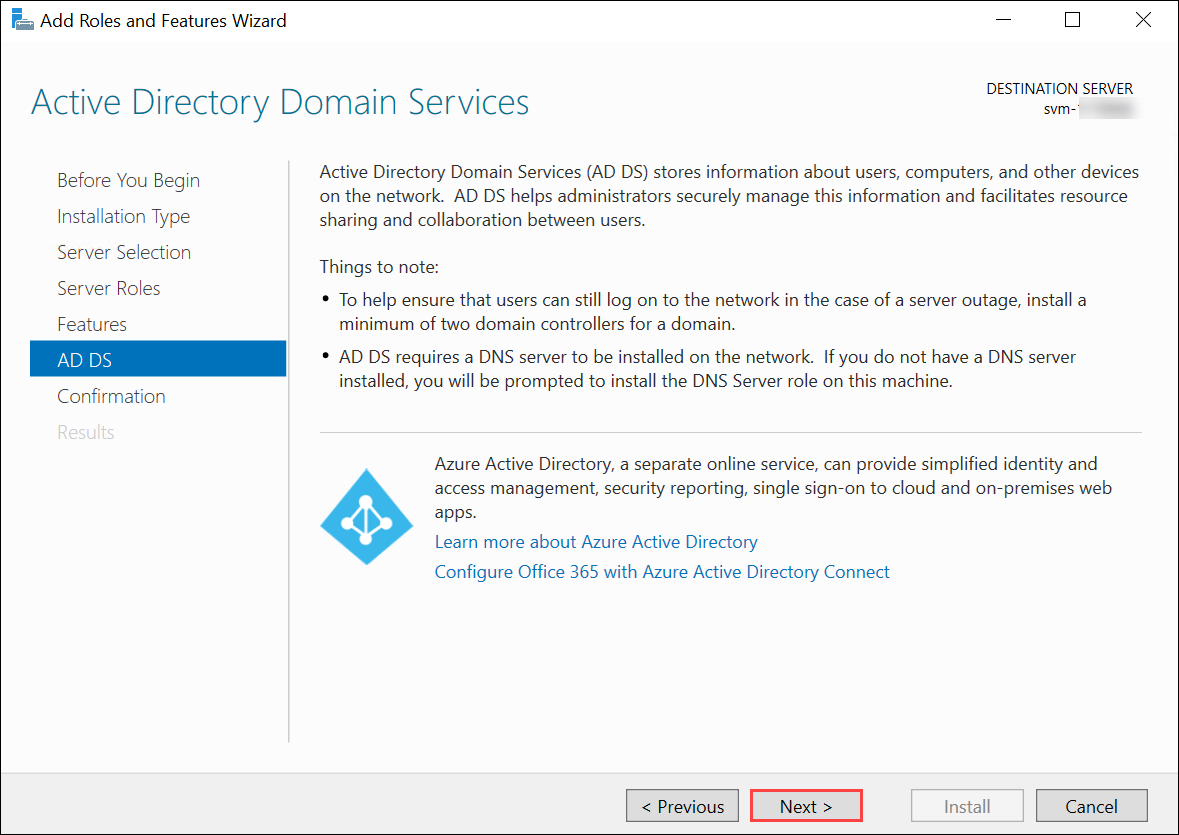 Add Roles and Features Wizard
Active Directory Domain Services
DESTINATION SERVER
svm-
Before You Begin
Installation Type
Server Selection
Server Roles
Features
AD DS
Confirmation
Results
Active Directory Domain Services (AD DS) stores information about users, computers, and other devices
on the network.  AD DS helps administrators securely manage this information and facilitates resource
sharing and collaboration between users.
Things to note:
• To help ensure that users can still log on to the network in the case of a server outage, install a
minimum of two domain controllers for a domain.
• AD DS requires a DNS server to be installed on the network.  If you do not have a DNS server
installed, you will be prompted to install the DNS Server role on this machine.
Azure Active Directory, a separate online service, can provide simplified identity and
access management, security reporting, single sign-on to cloud and on-premises web
apps.
Learn more about Azure Active Directory
Configure Office 365 with Azure Active Directory Connect
< Previous
Next >
Install
Cancel